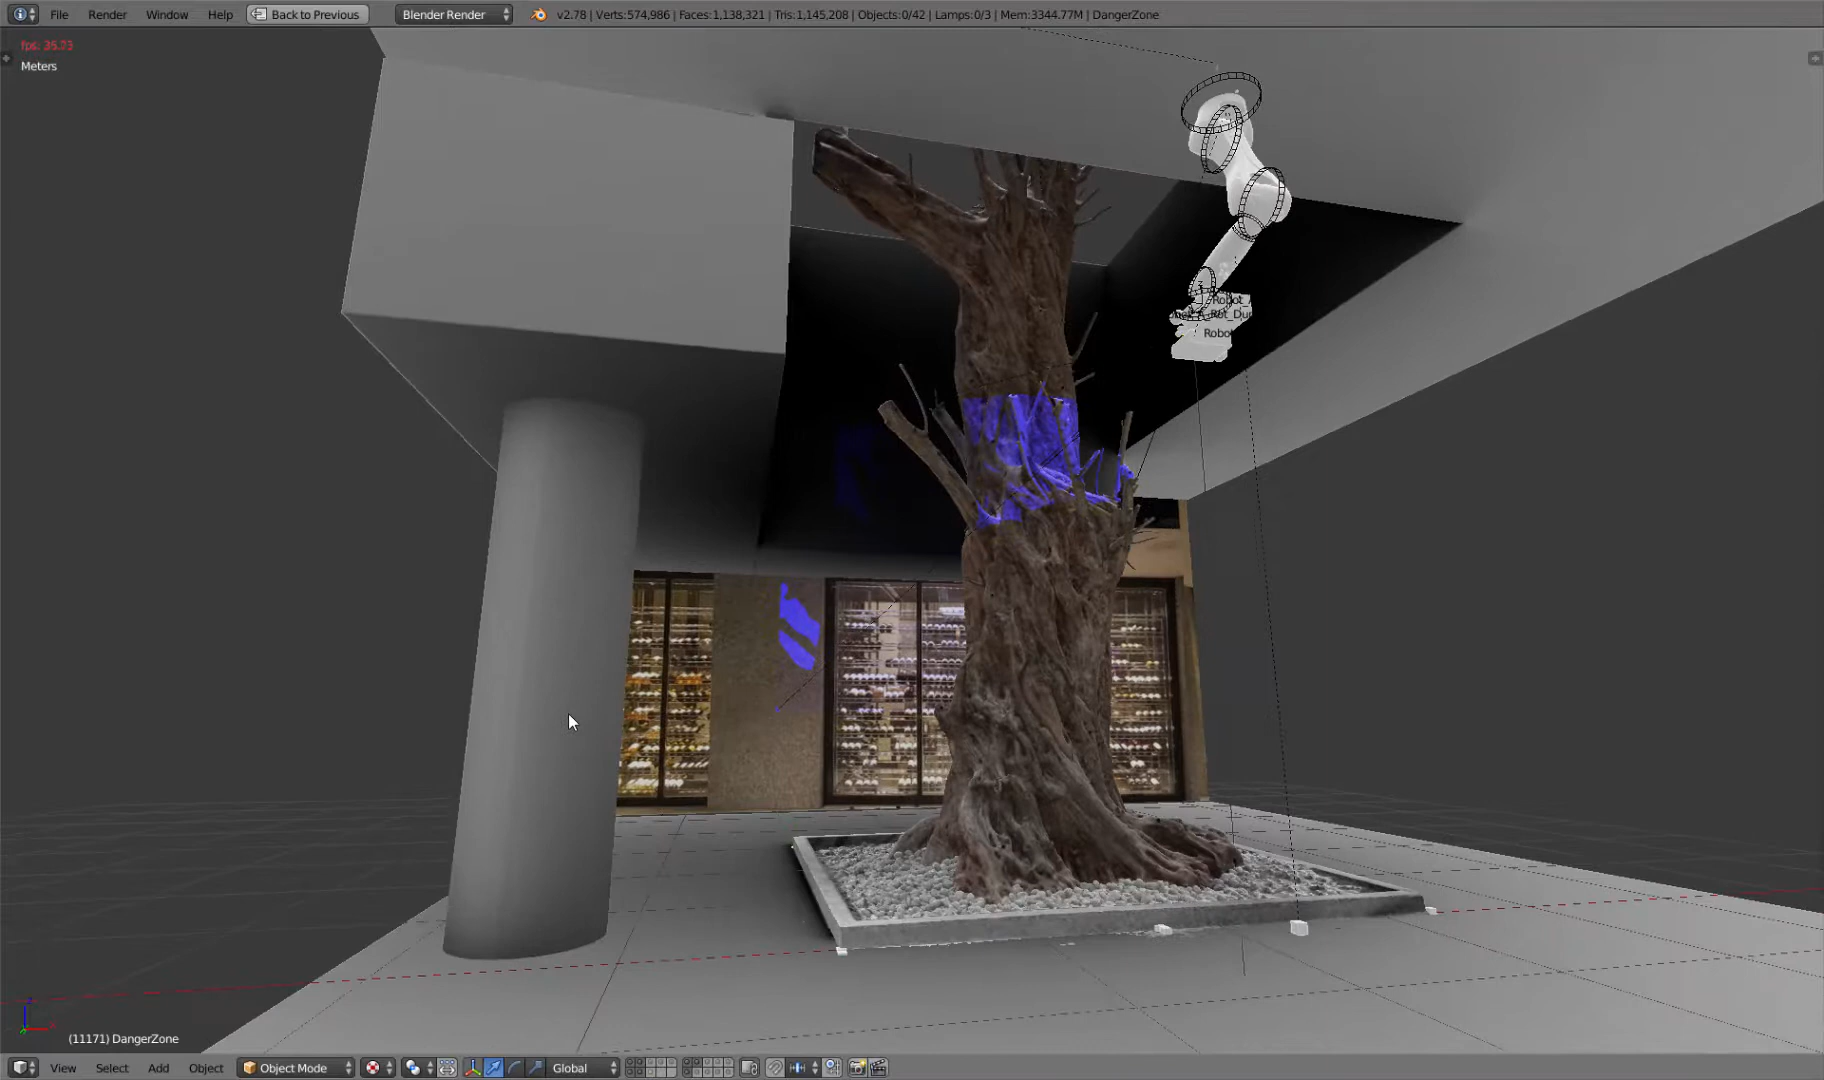 File Render Window Help Back to Previous Blender Render v2.78 | Verts:574,986 | Faces:1,138,321 | Tris:1,145,208 | Objects:0/42 | Lamps:0/3 | Mem:3344.77M | DangerZone
fps: 35.73
Meters
Robot
(11171) DangerZone
View Select Add Object Object Mode Global